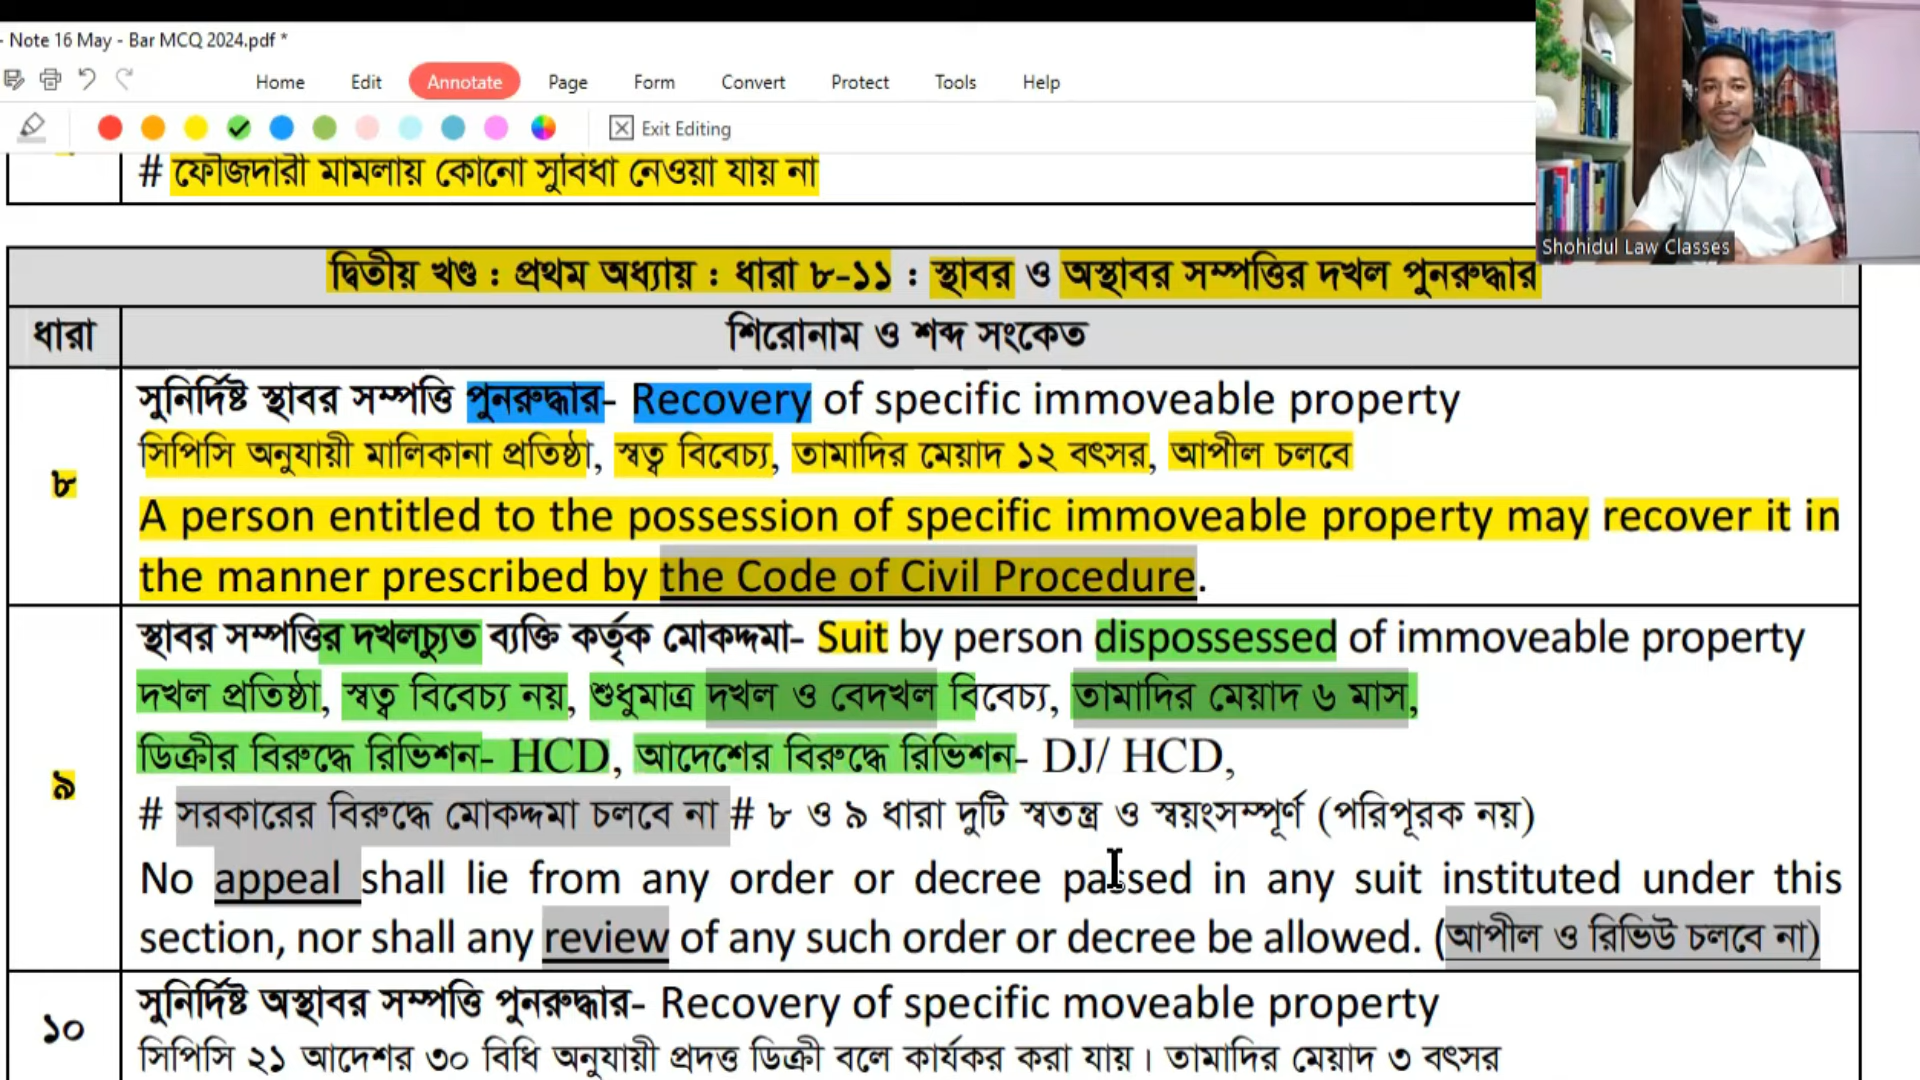 - Note 16 May - Bar MCQ 2024.pdf *
Home Edit Annotate Page Form Convert Protect Tools Help
Exit Editing
# ফৌজদারী মামলায় কোনো সুবিধা নেওয়া যায় না
Shohidul Law Classes
দ্বিতীয় খণ্ড : প্রথম অধ্যায় : ধারা ৮-১১ : স্থাবর ও অস্থাবর সম্পত্তির দখল পুনরুদ্ধার
ধারা শিরোনাম ও শব্দ সংকেত
সুনির্দিষ্ট স্থাবর সম্পত্তি পুনরুদ্ধার- Recovery of specific immoveable property
সিপিসি অনুযায়ী মালিকানা প্রতিষ্ঠা, স্বত্ব বিবেচ্য, তামাদির মেয়াদ ১২ বৎসর, আপীল চলবে
৮
A person entitled to the possession of specific immoveable property may recover it in
the manner prescribed by the Code of Civil Procedure.
স্থাবর সম্পত্তির দখলচ্যুত ব্যক্তি কর্তৃক মোকদ্দমা- Suit by person dispossessed of immoveable property
দখল প্রতিষ্ঠা, স্বত্ব বিবেচ্য নয়, শুধুমাত্র দখল ও বেদখল বিবেচ্য, তামাদির মেয়াদ ৬ মাস,
ডিক্রীর বিরুদ্ধে রিভিশন- HCD, আদেশের বিরুদ্ধে রিভিশন- DJ/ HCD,
৯
# সরকারের বিরুদ্ধে মোকদ্দমা চলবে না # ৮ ও ৯ ধারা দুটি স্বতন্ত্র ও স্বয়ংসম্পূর্ণ (পরিপূরক নয়)
No appeal shall lie from any order or decree passed in any suit instituted under this
section, nor shall any review of any such order or decree be allowed. (আপীল ও রিভিউ চলবে না)
সুনির্দিষ্ট অস্থাবর সম্পত্তি পুনরুদ্ধার- Recovery of specific moveable property
১০
সিপিসি ২১ আদেশর ৩০ বিধি অনুযায়ী প্রদত্ত ডিক্রী বলে কার্যকর করা যায়। তামাদির মেয়াদ ৩ বৎসর